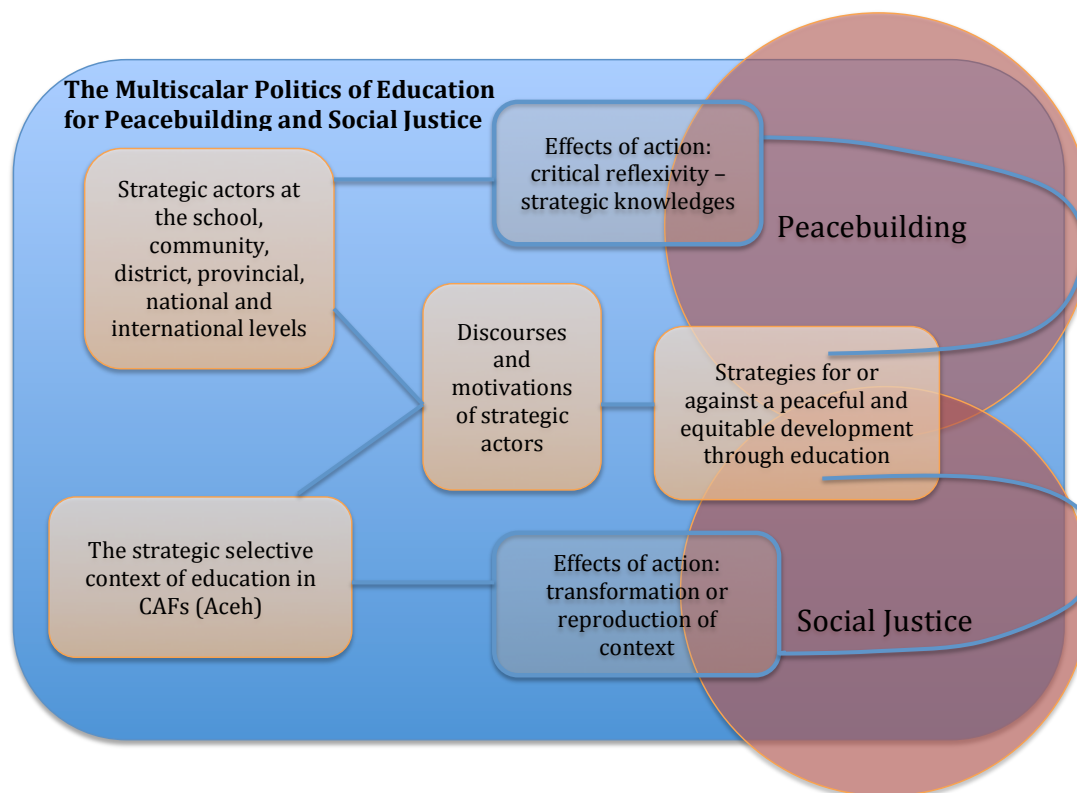 The Multiscalar Politics of Education
for Peacebuilding and Social Justice
Strategic actors at
the school,
community,
district, provincial,
national and
international levels
Effects of action:
critical reflexivity –
strategic knowledges
Peacebuilding
Discourses
and
motivations
of strategic
actors
Strategies for or
against a peaceful and
equitable development
through education
The strategic selective
context of education in
CAFs (Aceh)
Effects of action:
transformation or
reproduction of
context
Social Justice